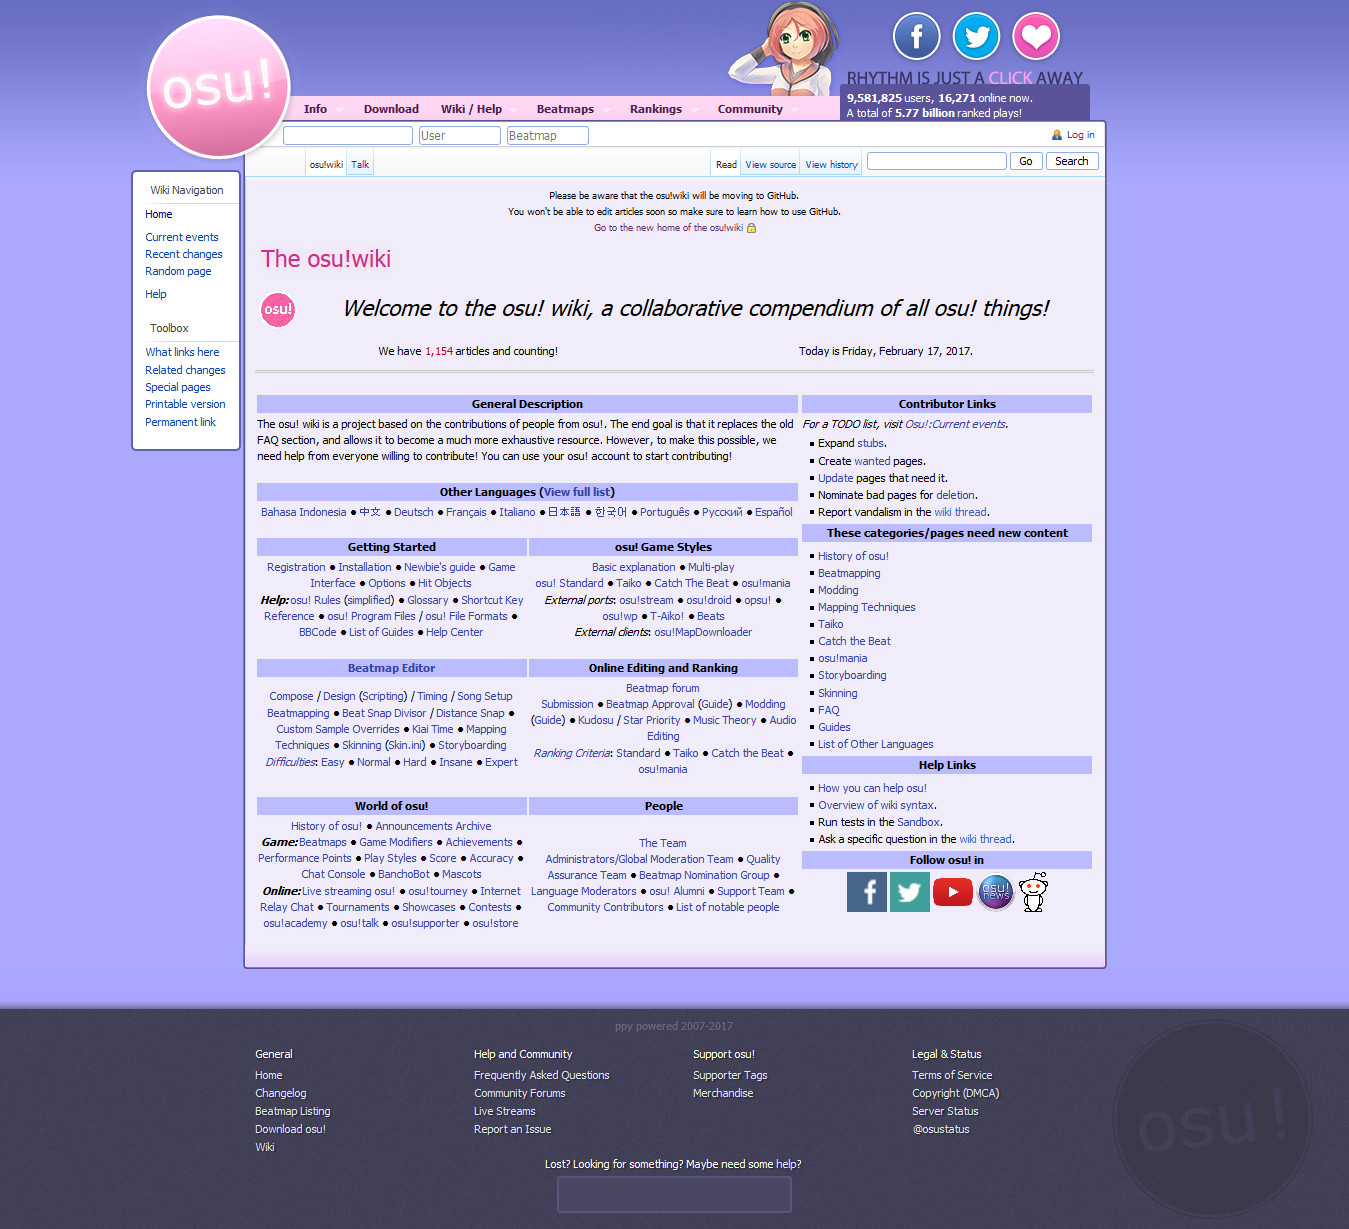 osu!
RHYTHM IS JUST A CLICK AWAY
9,581,825 users, 16,271 online now.
A total of 5.77 billion ranked plays!
Info Download Wiki / Help Beatmaps Rankings Community
User Beatmap Log in
osu!wiki Talk Read View source View history Go Search
Wiki Navigation
Home
Current events
Recent changes
Random page
Help
Toolbox
What links here
Related changes
Special pages
Printable version
Permanent link
Please be aware that the osu!wiki will be moving to GitHub.
You won't be able to edit articles soon so make sure to learn how to use GitHub.
Go to the new home of the osu!wiki
The osu!wiki
osu! Welcome to the osu! wiki, a collaborative compendium of all osu! things!
We have 1,154 articles and counting! Today is Friday, February 17, 2017.
General Description
The osu! wiki is a project based on the contributions of people from osu!. The end goal is that it replaces the old
FAQ section, and allows it to become a much more exhaustive resource. However, to make this possible, we
need help from everyone willing to contribute! You can use your osu! account to start contributing!
Other Languages (View full list)
Bahasa Indonesia ● 中文 ● Deutsch ● Français ● Italiano ● 日本語 ● 한국어 ● Português ● Русский ● Español
Getting Started
Registration ● Installation ● Newbie's guide ● Game
Interface ● Options ● Hit Objects
Help: osu! Rules (simplified) ● Glossary ● Shortcut Key
Reference ● osu! Program Files / osu! File Formats ●
BBCode ● List of Guides ● Help Center
osu! Game Styles
Basic explanation ● Multi-play
osu! Standard ● Taiko ● Catch The Beat ● osu!mania
External ports: osu!stream ● osu!droid ● opsu! ●
osu!wp ● T-Aiko! ● Beats
External clients: osu!MapDownloader
Beatmap Editor
Compose / Design (Scripting) / Timing / Song Setup
Beatmapping ● Beat Snap Divisor / Distance Snap ●
Custom Sample Overrides ● Kiai Time ● Mapping
Techniques ● Skinning (Skin.ini) ● Storyboarding
Difficulties: Easy ● Normal ● Hard ● Insane ● Expert
Online Editing and Ranking
Beatmap forum
Submission ● Beatmap Approval (Guide) ● Modding
(Guide) ● Kudosu / Star Priority ● Music Theory ● Audio
Editing
Ranking Criteria: Standard ● Taiko ● Catch the Beat ●
osu!mania
World of osu!
History of osu! ● Announcements Archive
Game: Beatmaps ● Game Modifiers ● Achievements ●
Performance Points ● Play Styles ● Score ● Accuracy ●
Chat Console ● BanchoBot ● Mascots
Online: Live streaming osu! ● osu!tourney ● Internet
Relay Chat ● Tournaments ● Showcases ● Contests ●
osu!academy ● osu!talk ● osu!supporter ● osu!store
People
The Team
Administrators/Global Moderation Team ● Quality
Assurance Team ● Beatmap Nomination Group ●
Language Moderators ● osu! Alumni ● Support Team ●
Community Contributors ● List of notable people
Contributor Links
For a TODO list, visit Osu!:Current events.
Expand stubs.
Create wanted pages.
Update pages that need it.
Nominate bad pages for deletion.
Report vandalism in the wiki thread.
These categories/pages need new content
History of osu!
Beatmapping
Modding
Mapping Techniques
Taiko
Catch the Beat
osu!mania
Storyboarding
Skinning
FAQ
Guides
List of Other Languages
Help Links
How you can help osu!
Overview of wiki syntax.
Run tests in the Sandbox.
Ask a specific question in the wiki thread.
Follow osu! in
osu!
news
ppy powered 2007-2017
General
Home
Changelog
Beatmap Listing
Download osu!
Wiki
Help and Community
Frequently Asked Questions
Community Forums
Live Streams
Report an Issue
Support osu!
Supporter Tags
Merchandise
Legal & Status
Terms of Service
Copyright (DMCA)
Server Status
@osustatus
osu!
Lost? Looking for something? Maybe need some help?